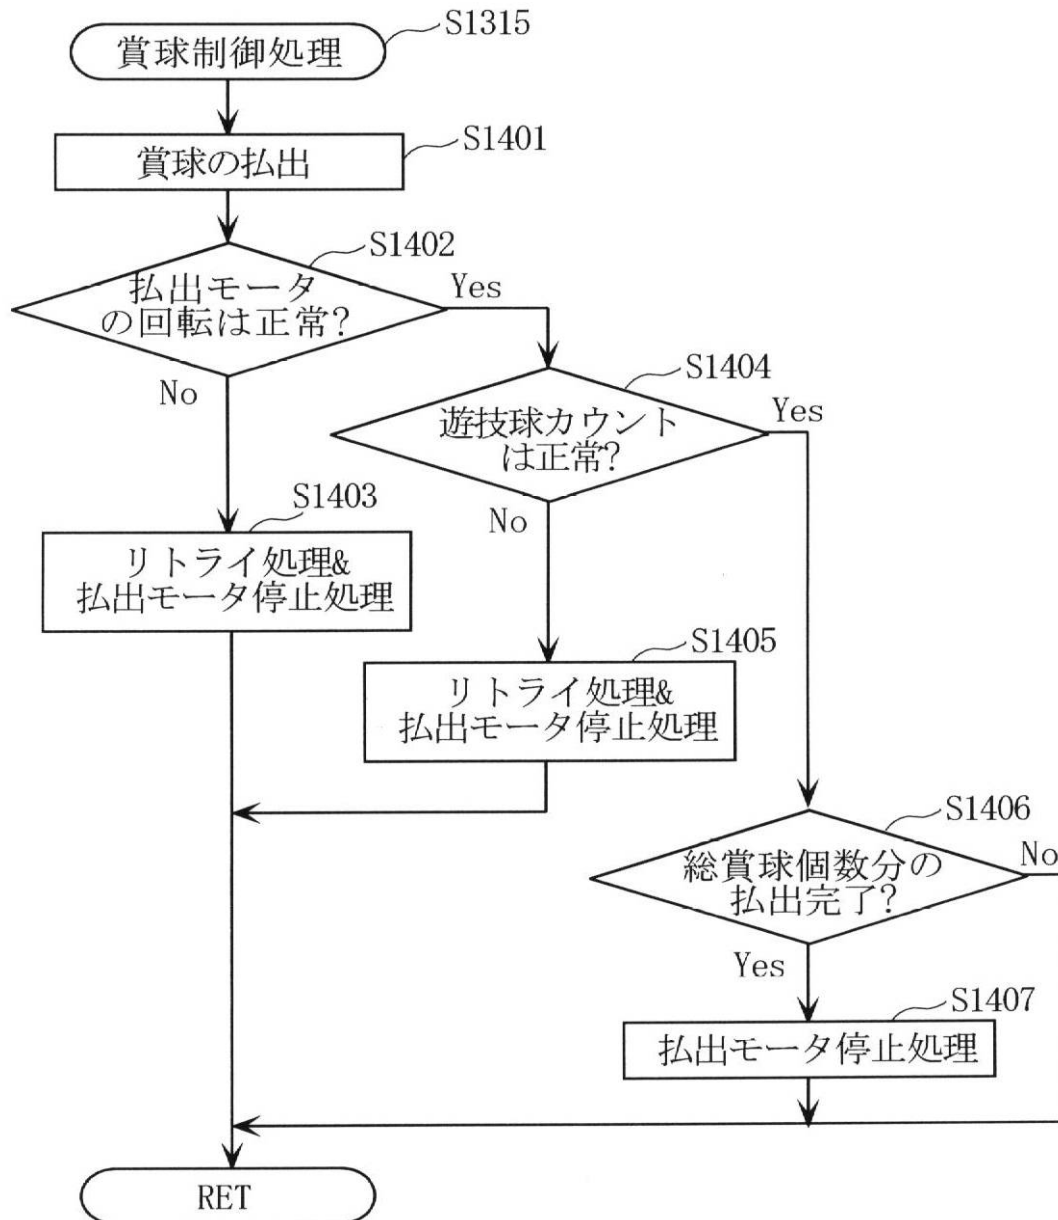 S1315
賞球制御処理
S1401
賞球の払出
S1402
払出モータ
の回転は正常?
Yes
No
S1404
遊技球カウント
は正常?
Yes
No
S1403
リトライ処理&
払出モータ停止処理
S1405
リトライ処理&
払出モータ停止処理
S1406
総賞球個数分の
払出完了?
No
Yes
S1407
払出モータ停止処理
RET